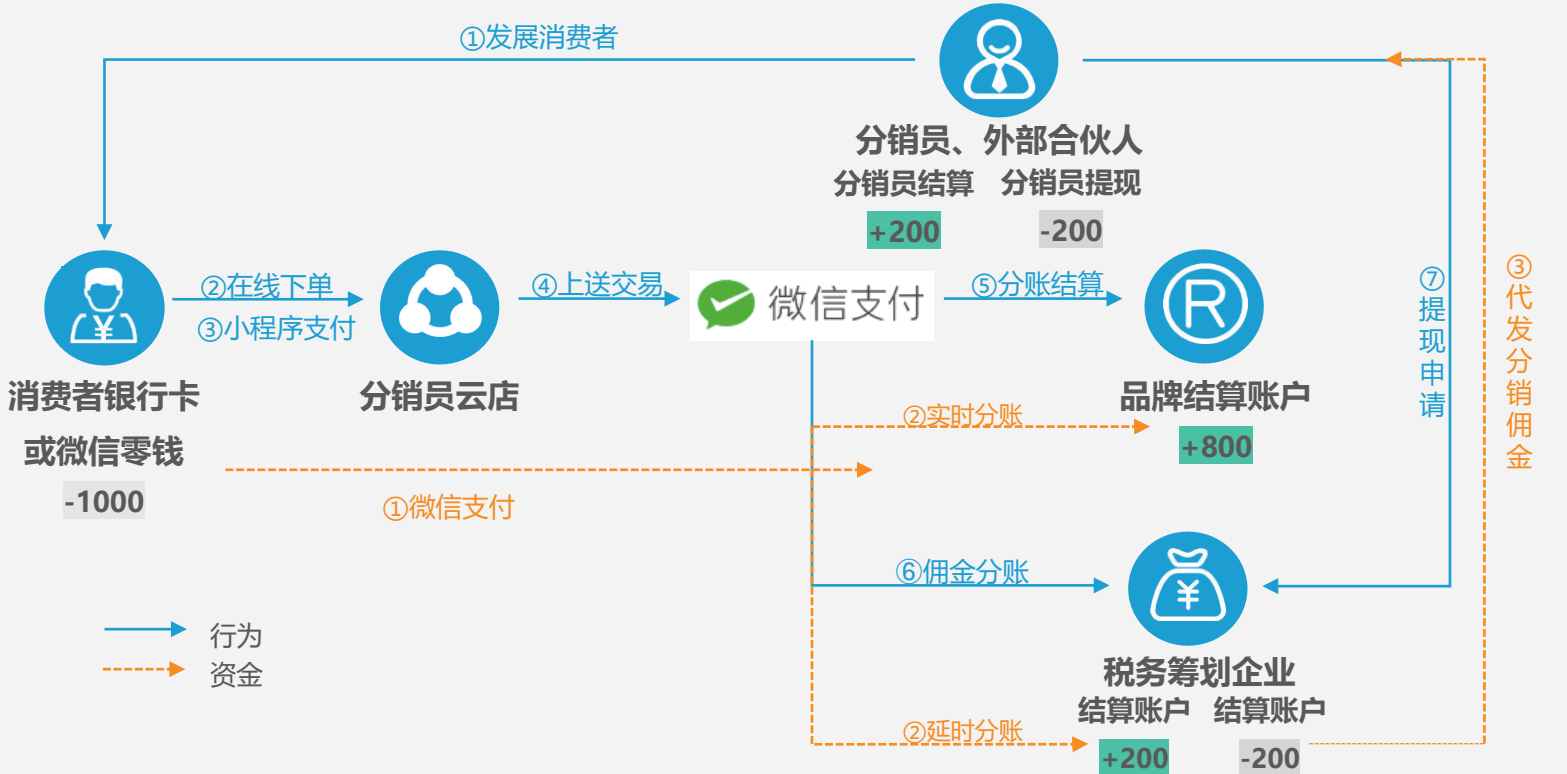 ①发展消费者
分销员、外部合伙人
分销员结算 分销员提现
+200 -200
②在线下单
③小程序支付
④上送交易
微信支付
⑤分账结算
R
⑦提现申请
③代发分销佣金
¥
消费者银行卡
或微信零钱
-1000
分销员云店
品牌结算账户
+800
②实时分账
①微信支付
⑥佣金分账
¥
行为
资金
税务筹划企业
结算账户 结算账户
②延时分账
+200 -200